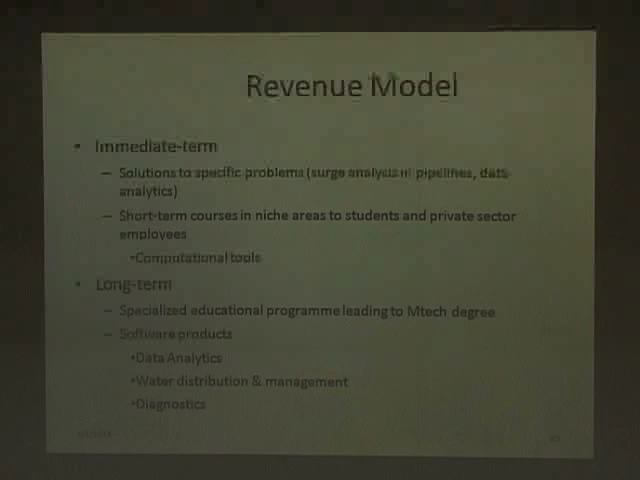 Revenue Model
• Immediate-term
– Solutions to specific problems (surge analysis in pipelines, data
analytics)
– Short-term courses in niche areas to students and private sector
employees
•Computational tools
• Long-term
– Specialized educational programme leading to Mtech degree
– Software products
•Data Analytics
•Water distribution & management
•Diagnostics